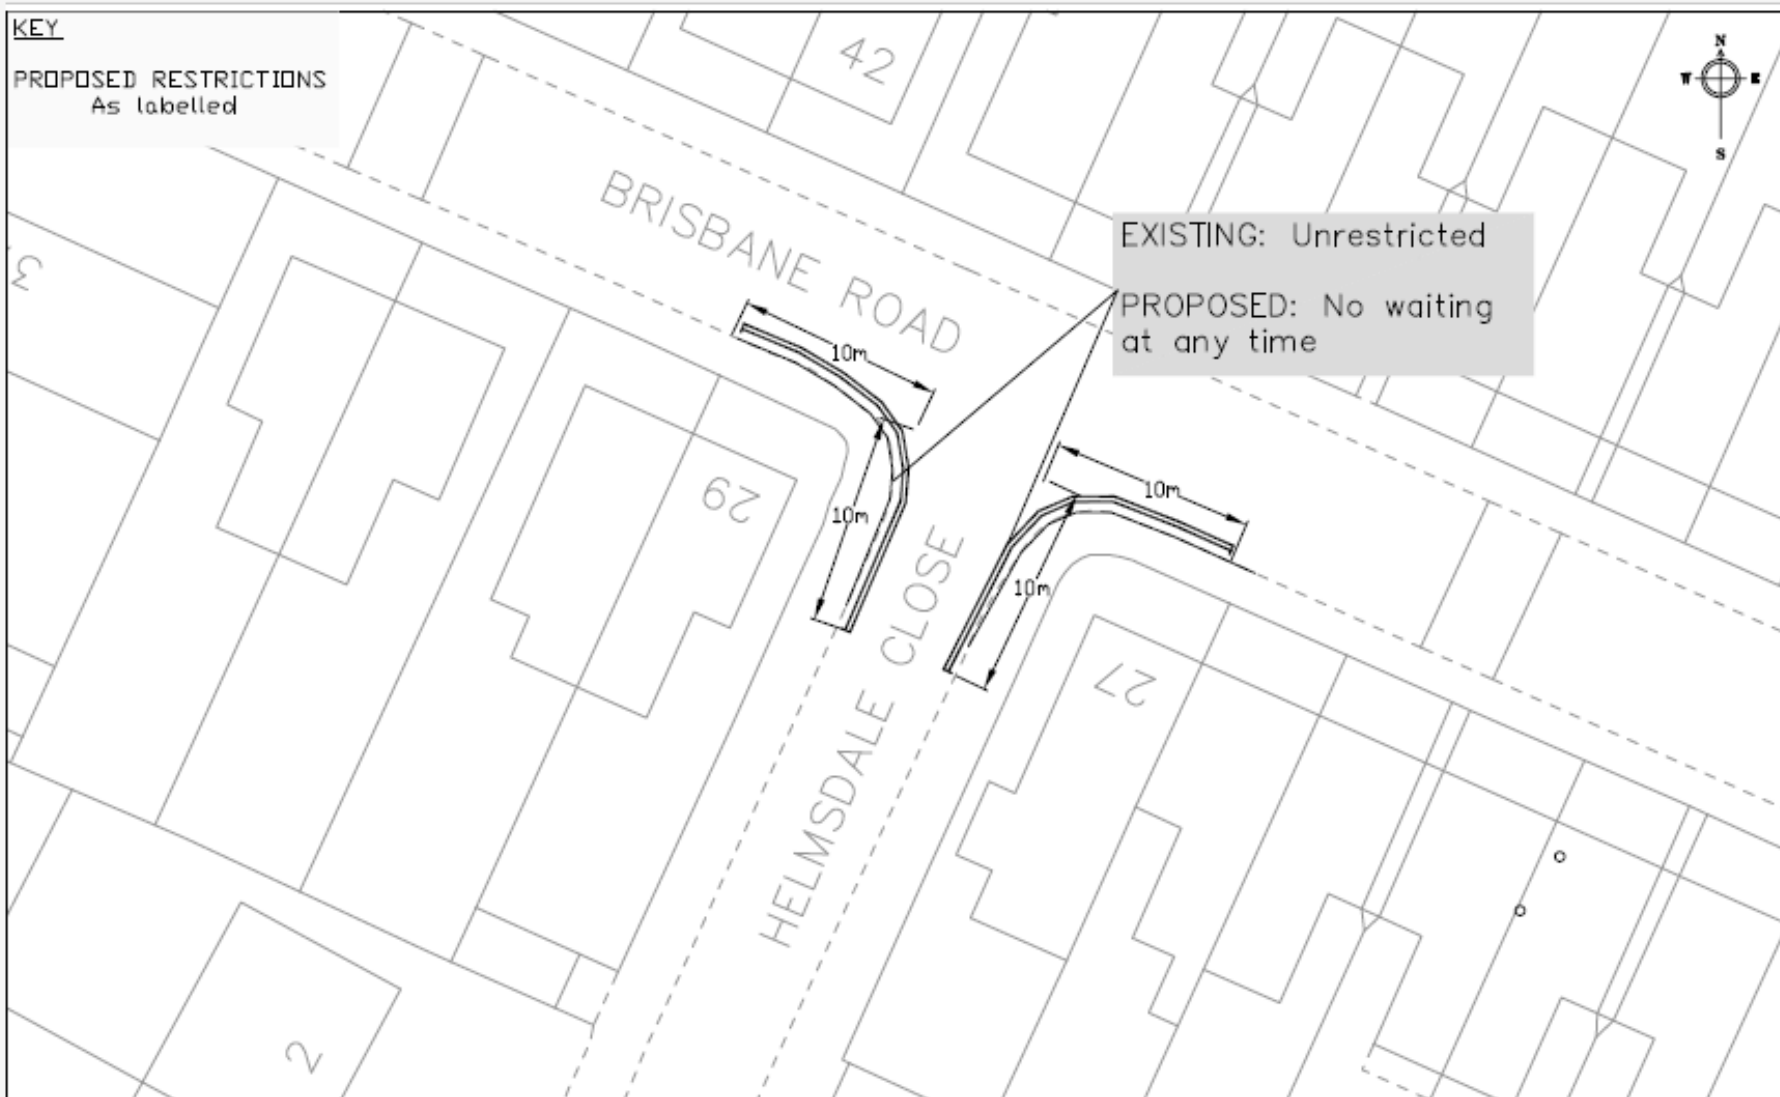 KEY
PROPOSED RESTRICTIONS
As labelled
42
N
W E
S
BRISBANE ROAD
EXISTING: Unrestricted
PROPOSED: No waiting
at any time
3
10m
10m
29
10m
10m
27
HELMSDALE CLOSE
2